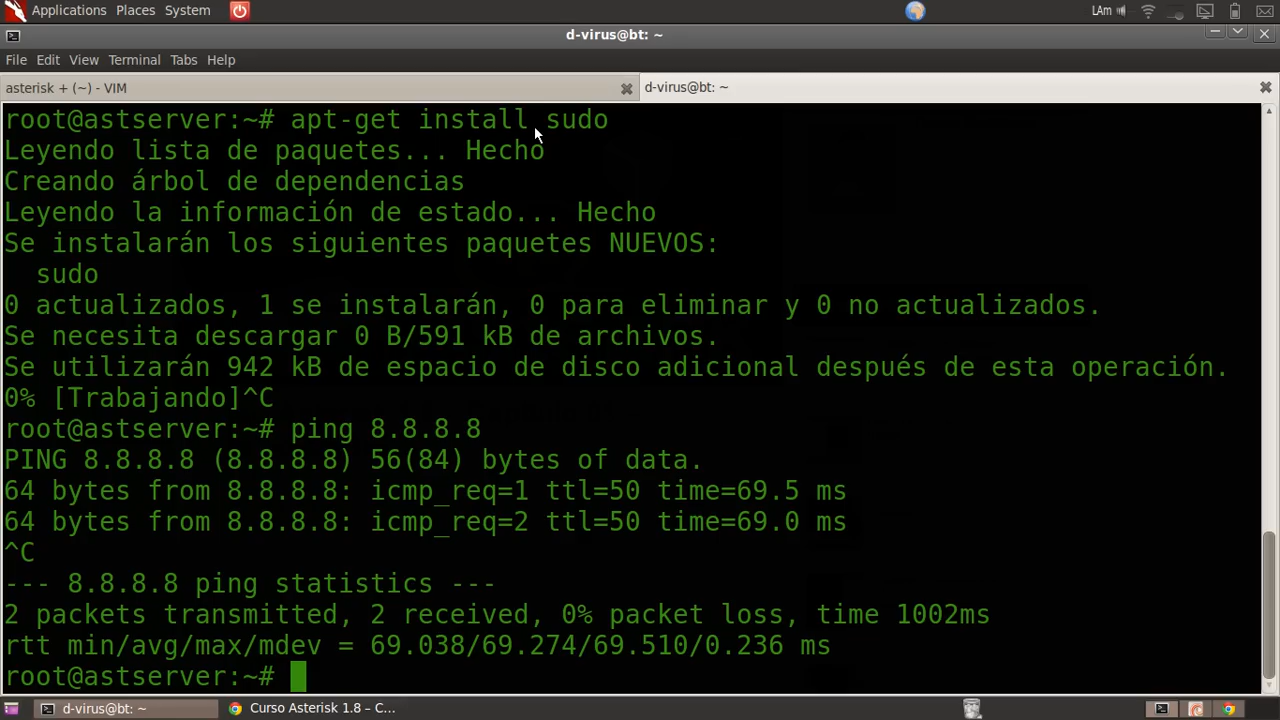 Applications Places System
LAm
d-virus@bt: ~
File Edit View Terminal Tabs Help
asterisk + (~) - VIM
d-virus@bt: ~
root@astserver:~# apt-get install sudo
Leyendo lista de paquetes... Hecho
Creando árbol de dependencias
Leyendo la información de estado... Hecho
Se instalarán los siguientes paquetes NUEVOS:
sudo
0 actualizados, 1 se instalarán, 0 para eliminar y 0 no actualizados.
Se necesita descargar 0 B/591 kB de archivos.
Se utilizarán 942 kB de espacio de disco adicional después de esta operación.
0% [Trabajando]^C
root@astserver:~# ping 8.8.8.8
PING 8.8.8.8 (8.8.8.8) 56(84) bytes of data.
64 bytes from 8.8.8.8: icmp_req=1 ttl=50 time=69.5 ms
64 bytes from 8.8.8.8: icmp_req=2 ttl=50 time=69.0 ms
^C
--- 8.8.8.8 ping statistics ---
2 packets transmitted, 2 received, 0% packet loss, time 1002ms
rtt min/avg/max/mdev = 69.038/69.274/69.510/0.236 ms
root@astserver:~#
d-virus@bt: ~
Curso Asterisk 1.8 – C...